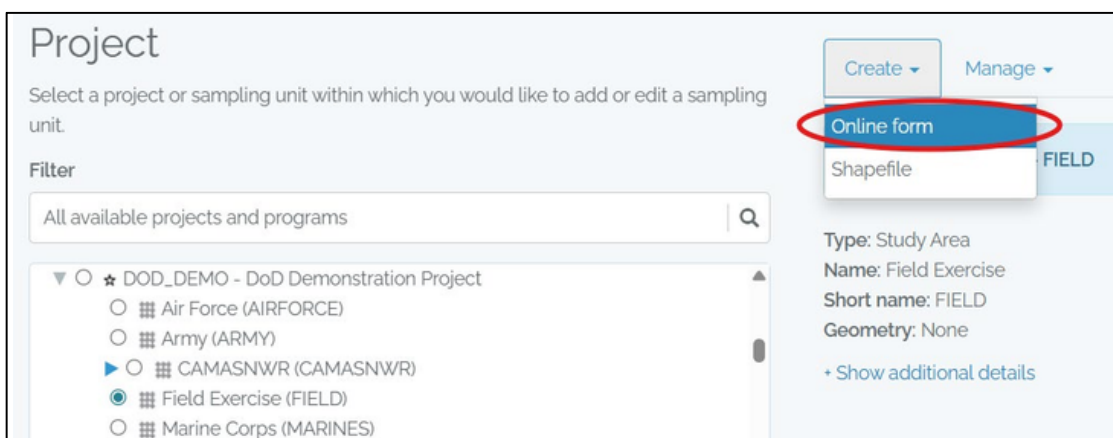 Project
Select a project or sampling unit within which you would like to add or edit a sampling
unit.
Filter
All available projects and programs
DOD_DEMO - DoD Demonstration Project
Air Force (AIRFORCE)
Army (ARMY)
CAMASNWR (CAMASNWR)
Field Exercise (FIELD)
Marine Corps (MARINES)
Create
Manage
Online form
Shapefile
FIELD
Type: Study Area
Name: Field Exercise
Short name: FIELD
Geometry: None
+ Show additional details